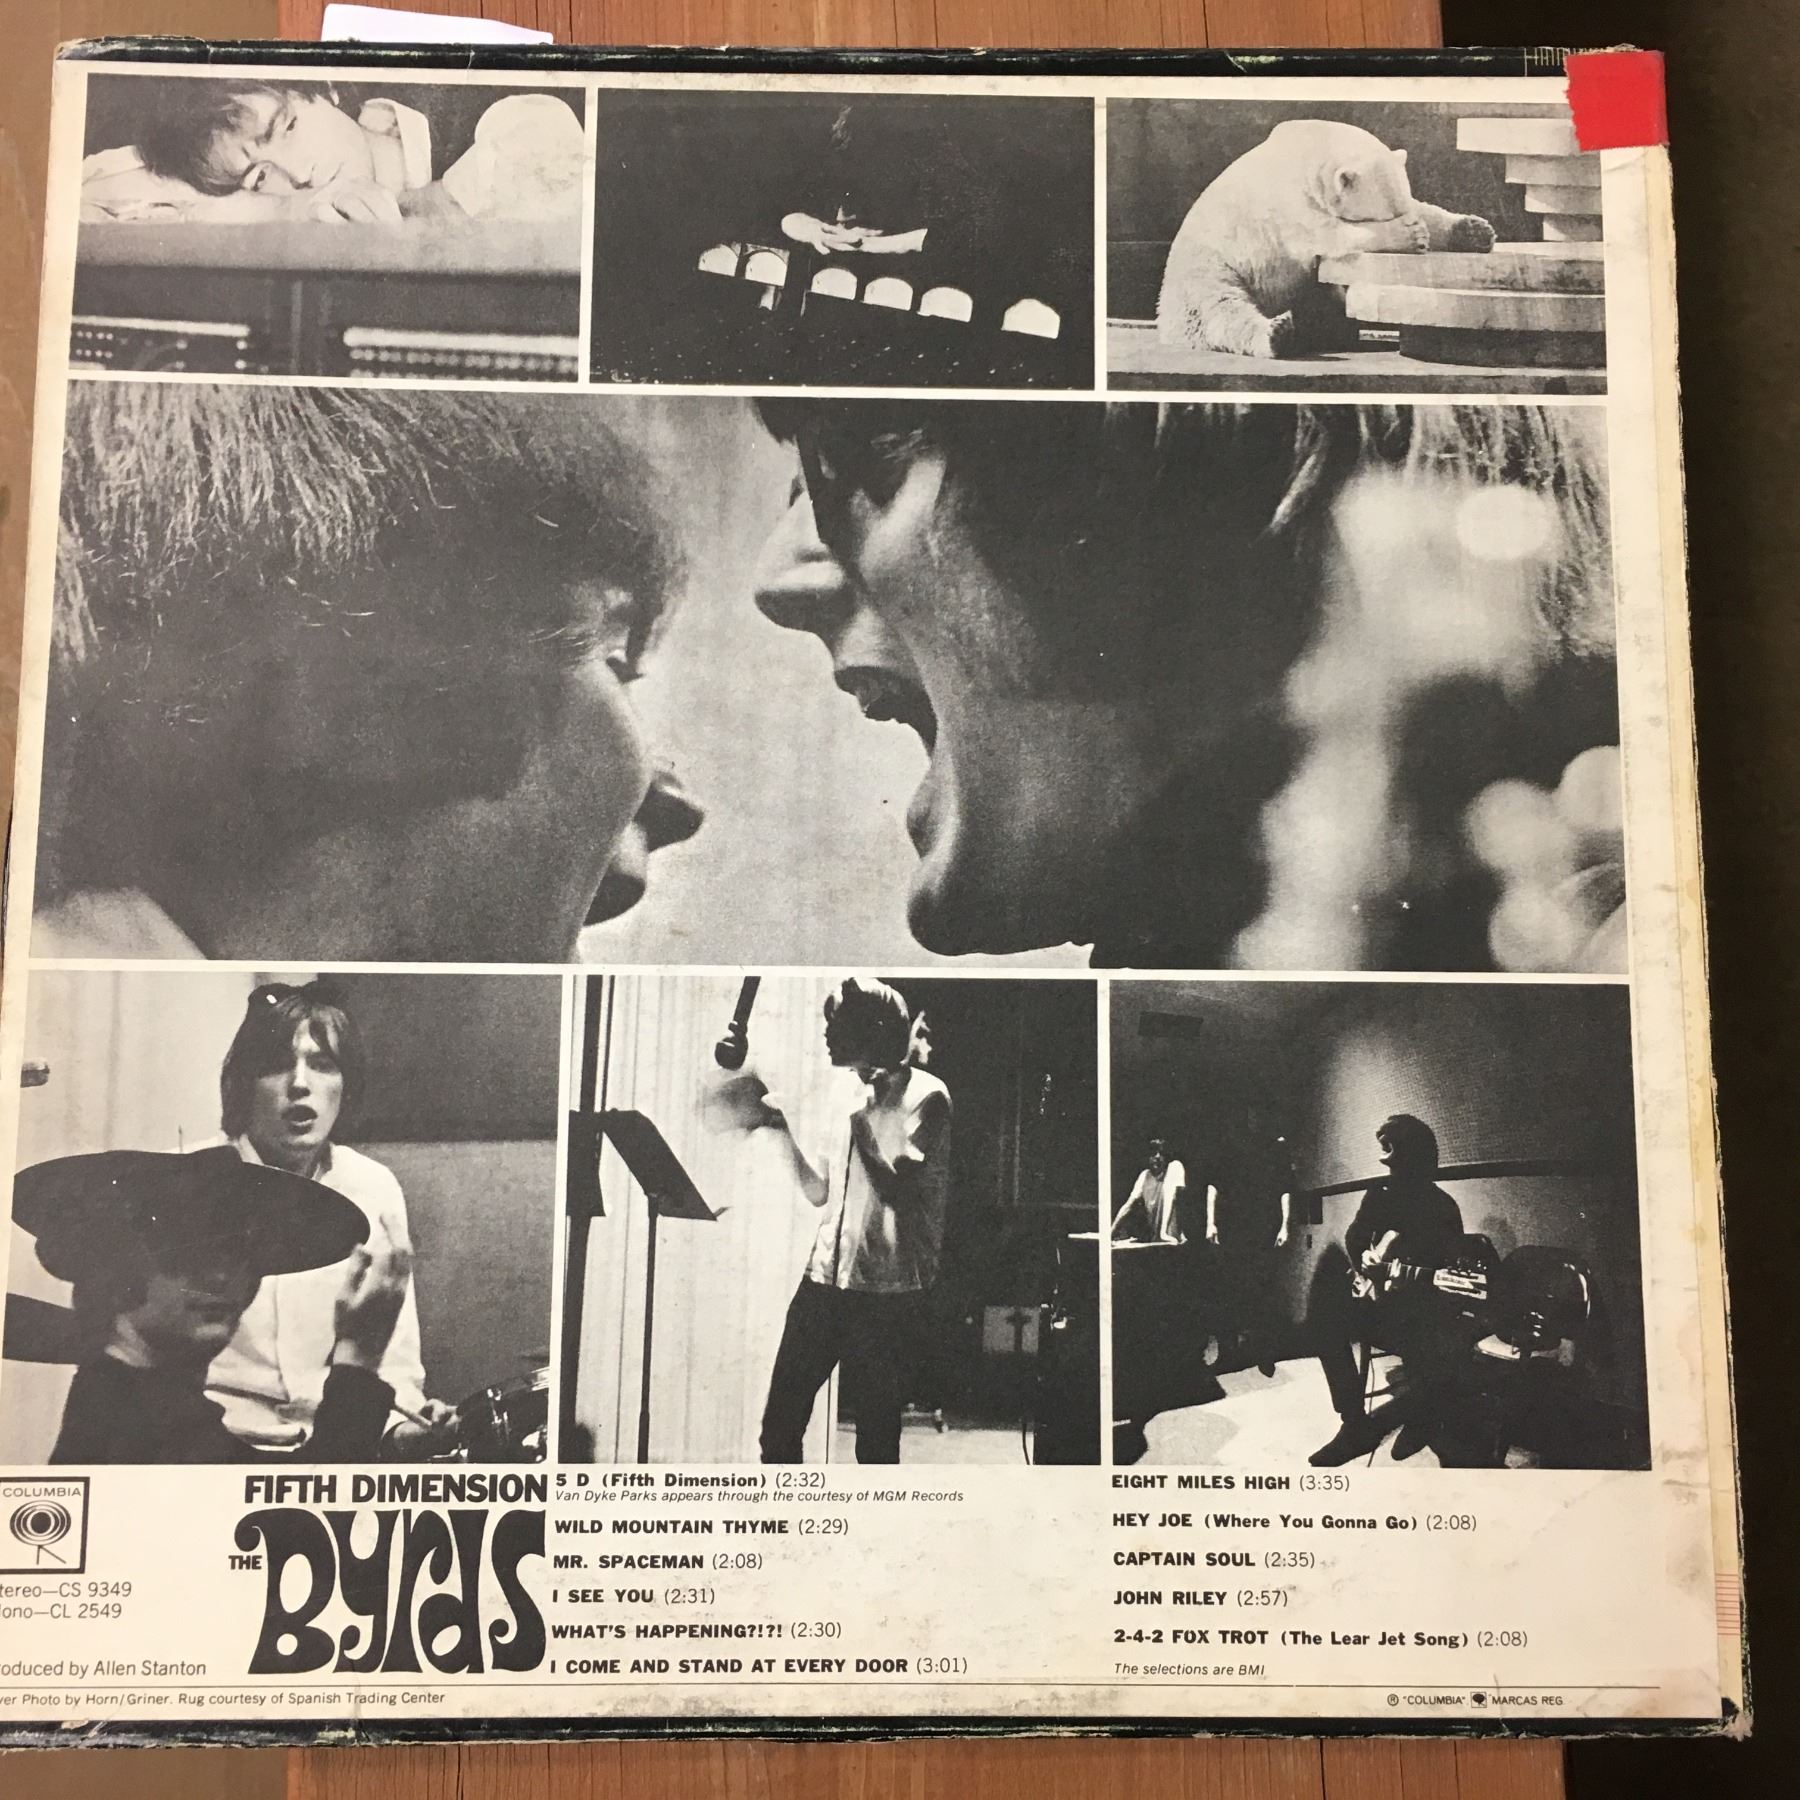 COLUMBIA
tereo—CS 9349
ono—CL 2549
oduced by Allen Stanton
FIFTH DIMENSION
THE Byrds
5 D (Fifth Dimension) (2:32)
Van Dyke Parks appears through the courtesy of MGM Records
WILD MOUNTAIN THYME (2:29)
MR. SPACEMAN (2:08)
I SEE YOU (2:31)
WHAT'S HAPPENING?!?! (2:30)
I COME AND STAND AT EVERY DOOR (3:01)
EIGHT MILES HIGH (3:35)
HEY JOE (Where You Gonna Go) (2:08)
CAPTAIN SOUL (2:35)
JOHN RILEY (2:57)
2-4-2 FOX TROT (The Lear Jet Song) (2:08)
The selections are BMI
ver Photo by Horn/Griner. Rug courtesy of Spanish Trading Center
® "COLUMBIA", MARCAS REG.